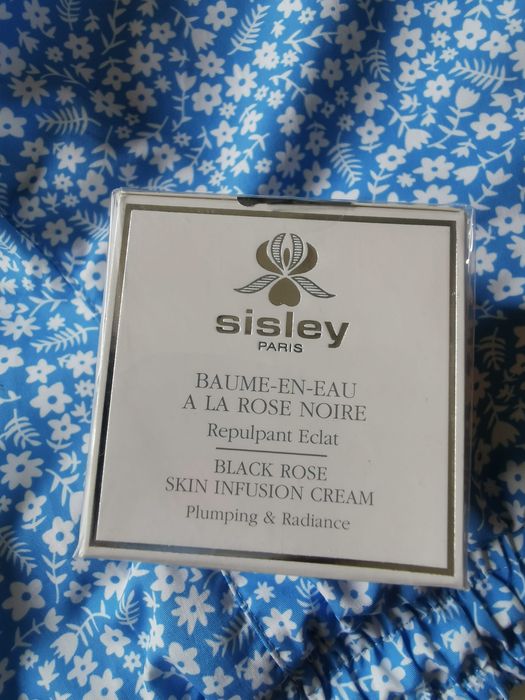 sisley
PARIS
BAUME-EN-EAU
A LA ROSE NOIRE
Repulpant Eclat
BLACK ROSE
SKIN INFUSION CREAM
Plumping & Radiance